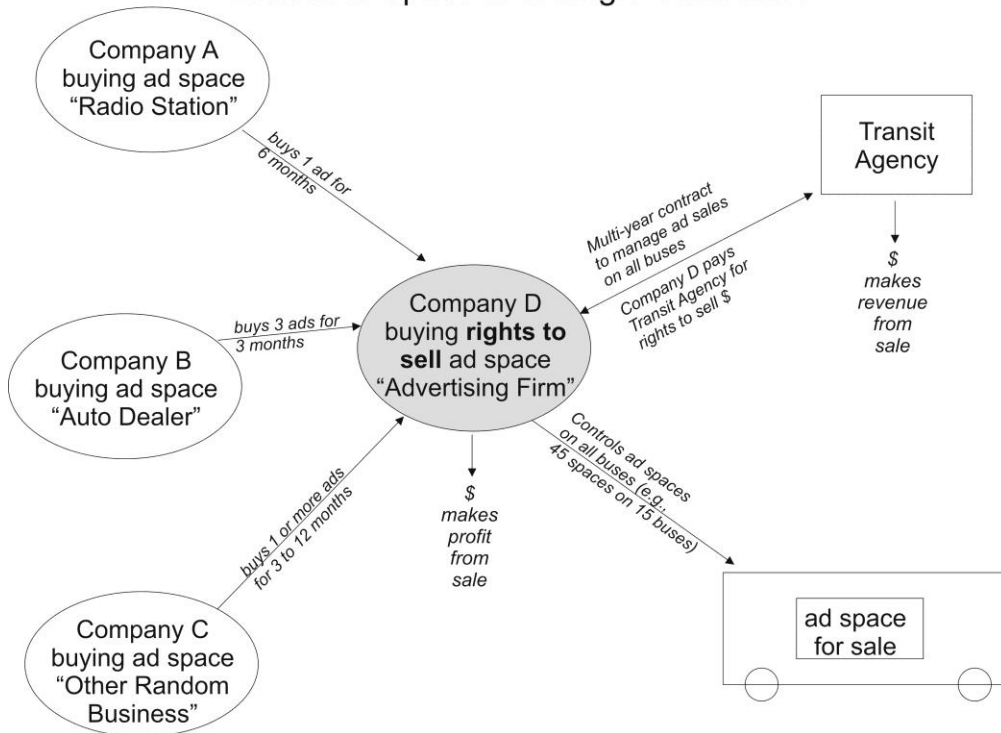 Company A
buying ad space
“Radio Station”
buys 1 ad for
6 months
Transit
Agency
$
makes
revenue
from
sale
Multi-year contract
to manage ad sales
on all buses
Company D pays
Transit Agency for
rights to sell $
Company D
buying rights to
sell ad space
“Advertising Firm”
buys 3 ads for
3 months
Company B
buying ad space
“Auto Dealer”
$
makes
profit
from
sale
Controls ad spaces
on all buses (e.g.,
45 spaces on 15 buses)
buys 1 or more ads
for 3 to 12 months
Company C
buying ad space
“Other Random
Business”
ad space
for sale